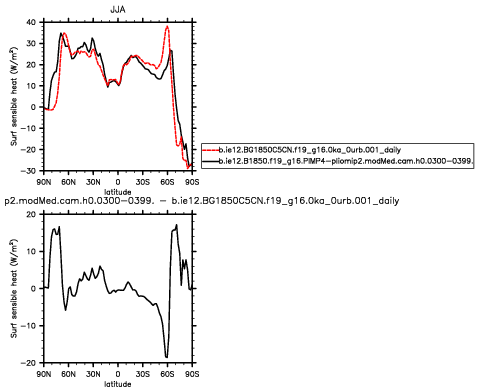 JJA
Surf sensible heat (W/m²)
40
30
20
10
0
−10
−20
−30
90N 60N 30N 0 30S 60S 90S
latitude
b.ie12.BG1850C5CN.f19_g16.0ka_0urb.001_daily
b.ie12.B1850.f19_g16.PlMP4-pliomip2.modMed.cam.h0.0300-0399.
p2.modMed.cam.h0.0300-0399. - b.ie12.BG1850C5CN.f19_g16.0ka_0urb.001_daily
Surf sensible heat (W/m²)
20
10
0
−10
−20
90N 60N 30N 0 30S 60S 90S
latitude